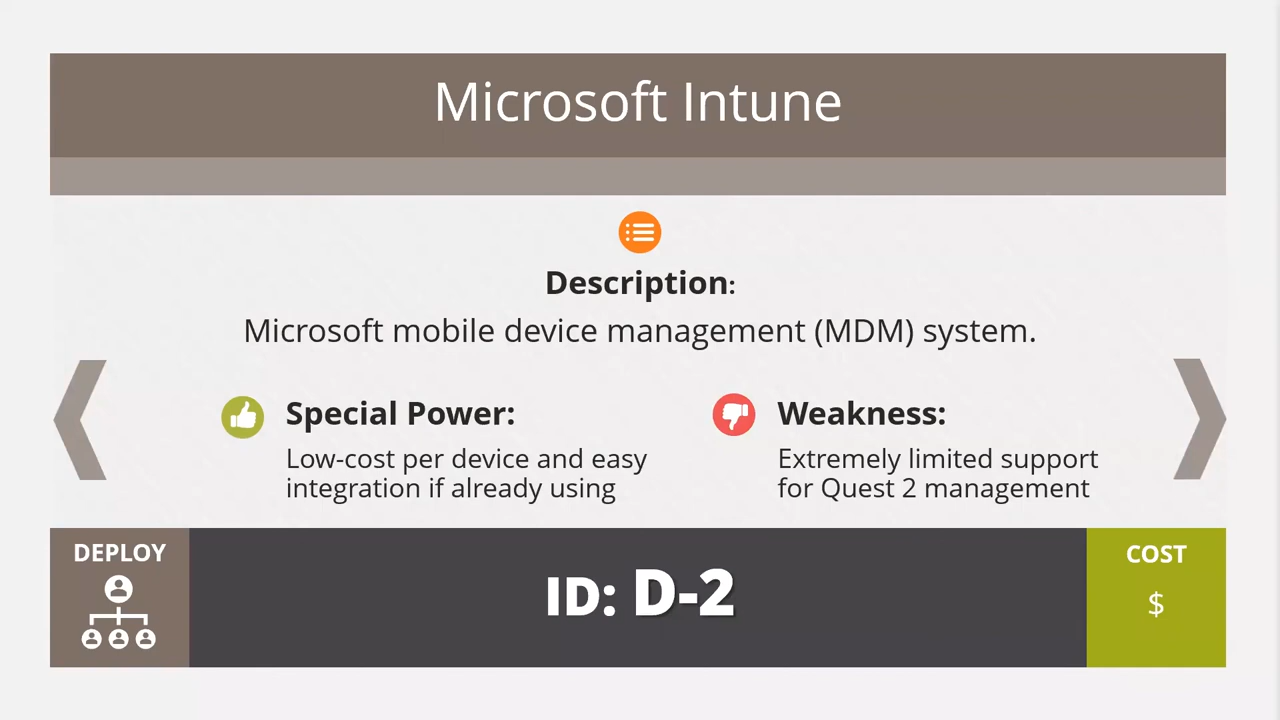 Microsoft Intune
Description:
Microsoft mobile device management (MDM) system.
Special Power:
Low-cost per device and easy
integration if already using
Weakness:
Extremely limited support
for Quest 2 management
DEPLOY
ID: D-2
COST
$